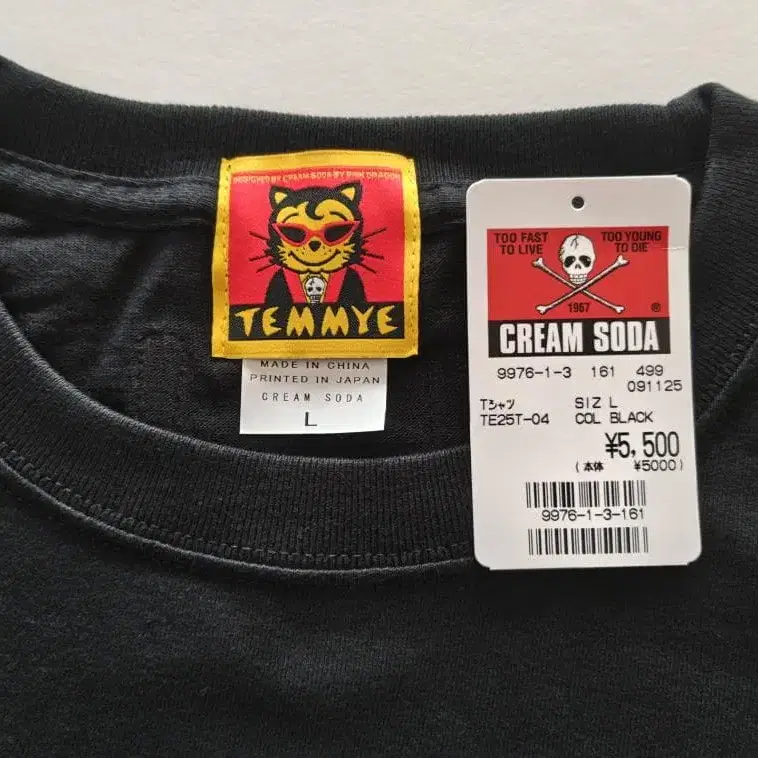 DESIGNED BY CREAM SODA BY PINK DRAGON
TEMMYE
MADE IN CHINA
PRINTED IN JAPAN
CREAM SODA
L
TOO FAST TO LIVE
TOO YOUNG TO DIE
1967
®
CREAM SODA
9976-1-3 161 499
091125
Tシャツ SIZ L
TE25T-04 COL BLACK
¥5,500
(本体 ¥5000)
9976-1-3-161